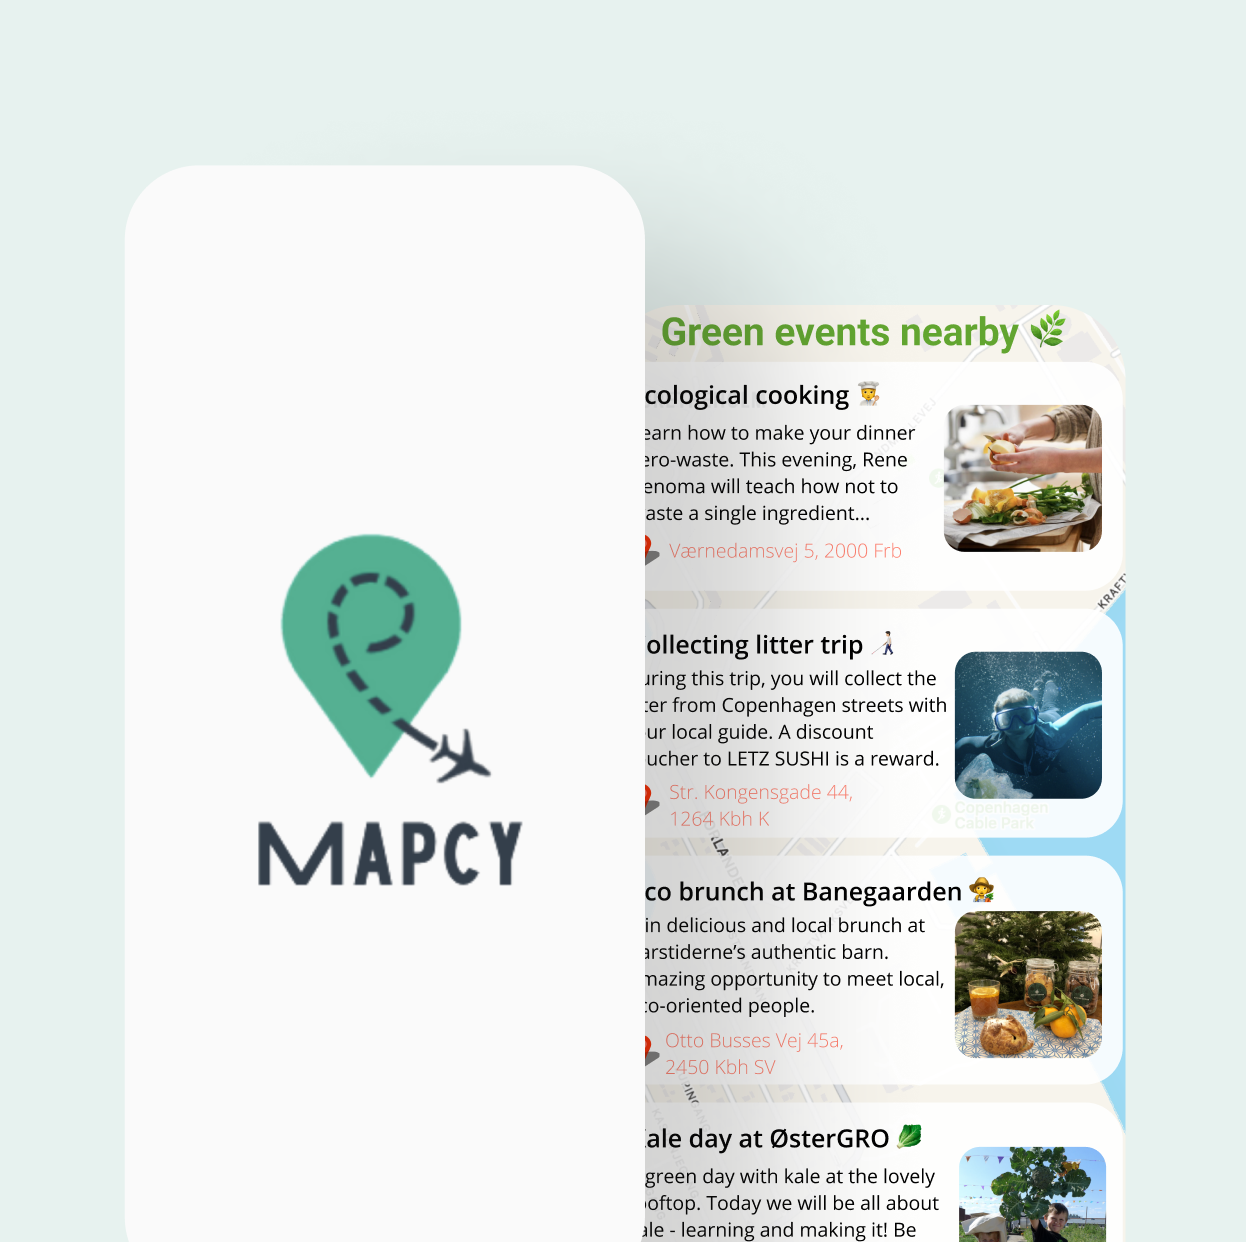 MAPCY
Green events nearby
cological cooking
earn how to make your dinner
ero-waste. This evening, Rene
enoma will teach how not to
aste a single ingredient...
Værnedamsvej 5, 2000 Frb
KRAFT
ollecting litter trip
uring this trip, you will collect the
ter from Copenhagen streets with
ur local guide. A discount
ucher to LETZ SUSHI is a reward.
Str. Kongensgade 44,
1264 Kbh K
Copenhagen
Cable Park
co brunch at Banegaarden
in delicious and local brunch at
arstiderne's authentic barn.
mazing opportunity to meet local,
co-oriented people.
Otto Busses Vej 45a,
2450 Kbh SV
ale day at ØsterGRO
green day with kale at the lovely
ooftop. Today we will be all about
ale - learning and making it! Be